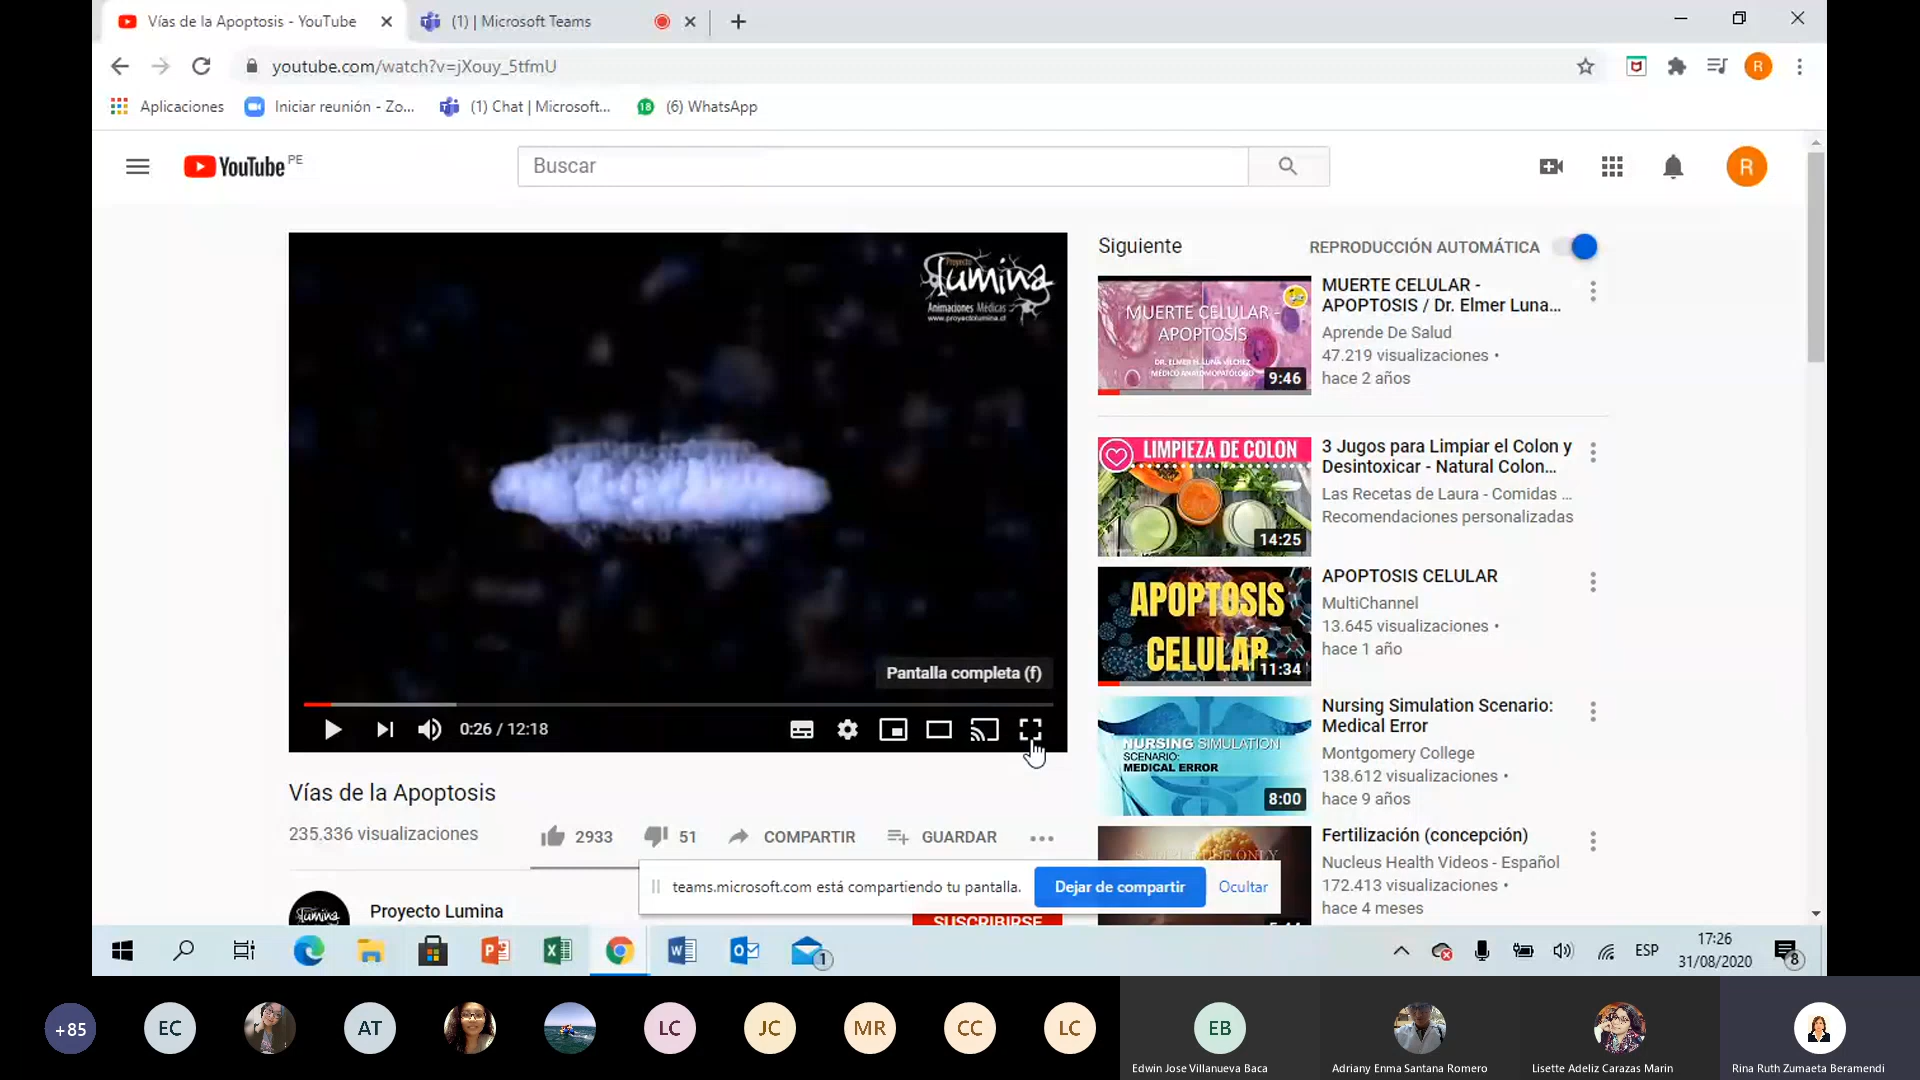 Vías de la Apoptosis - YouTube
(1) | Microsoft Teams
youtube.com/watch?v=jXouy_5tfmU
R
Aplicaciones
Iniciar reunión - Zo...
(1) Chat | Microsoft...
18
(6) WhatsApp
YouTube PE
Buscar
R
Proyecto
lumina
Animaciones Médicas
www.proyectolumina.cl
Pantalla completa (f)
0:26 / 12:18
Vías de la Apoptosis
235.336 visualizaciones
2933
51
COMPARTIR
GUARDAR
lumina
Proyecto Lumina
SUSCRIBIRSE
Siguiente
REPRODUCCIÓN AUTOMÁTICA
MUERTE CELULAR -
APOPTOSIS
DR. ELMER N. LUNA VILCHEZ
MÉDICO ANATOMOPATÓLOGO
9:46
MUERTE CELULAR -
APOPTOSIS / Dr. Elmer Luna...
Aprende De Salud
47.219 visualizaciones •
hace 2 años
LIMPIEZA DE COLON
14:25
3 Jugos para Limpiar el Colon y
Desintoxicar - Natural Colon...
Las Recetas de Laura - Comidas ...
Recomendaciones personalizadas
APOPTOSIS
CELULAR
11:34
APOPTOSIS CELULAR
MultiChannel
13.645 visualizaciones •
hace 1 año
NURSING SIMULATION
SCENARIO:
MEDICAL ERROR
8:00
Nursing Simulation Scenario:
Medical Error
Montgomery College
138.612 visualizaciones •
hace 9 años
USE ONLY
Fertilización (concepción)
Nucleus Health Videos - Español
172.413 visualizaciones •
hace 4 meses
teams.microsoft.com está compartiendo tu pantalla.
Dejar de compartir
Ocultar
1
ESP
17:26
31/08/2020
8
+85
EC
AT
LC
JC
MR
CC
LC
EB
Edwin Jose Villanueva Baca
Adriany Enma Santana Romero
Lisette Adeliz Carazas Marin
Rina Ruth Zumaeta Beramendi